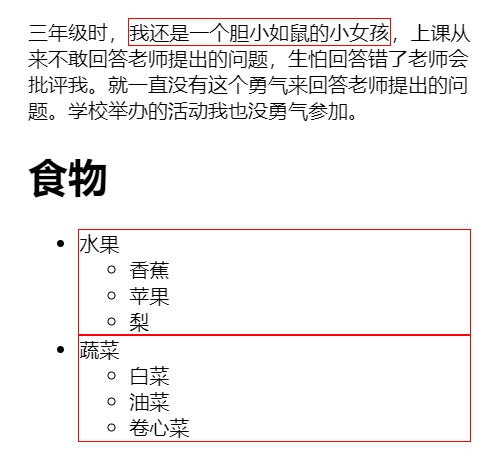 三年级时，我还是一个胆小如鼠的小女孩，上课从
来不敢回答老师提出的问题，生怕回答错了老师会
批评我。就一直没有这个勇气来回答老师提出的问
题。学校举办的活动我也没勇气参加。
食物
水果
香蕉
苹果
梨
蔬菜
白菜
油菜
卷心菜